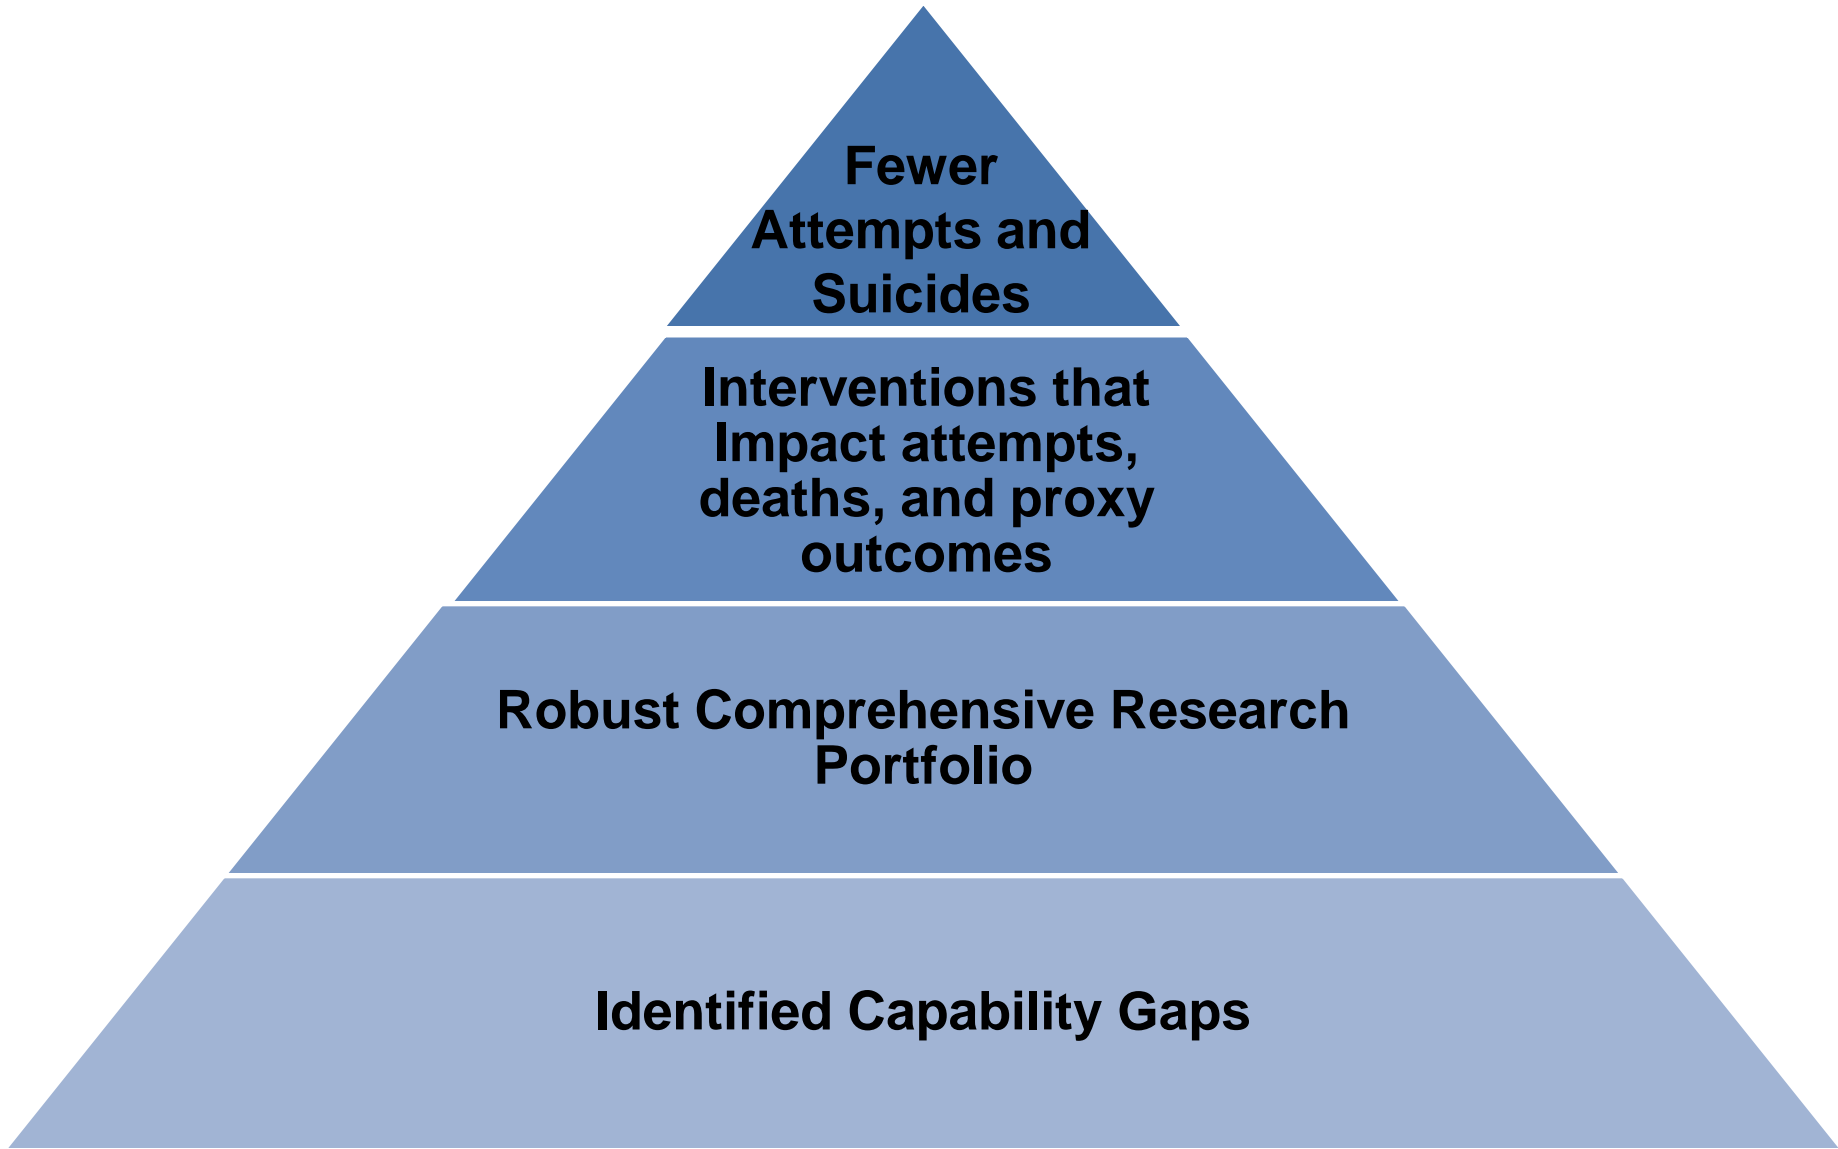 Fewer
Attempts and
Suicides
Interventions that
Impact attempts,
deaths, and proxy
outcomes
Robust Comprehensive Research
Portfolio
Identified Capability Gaps